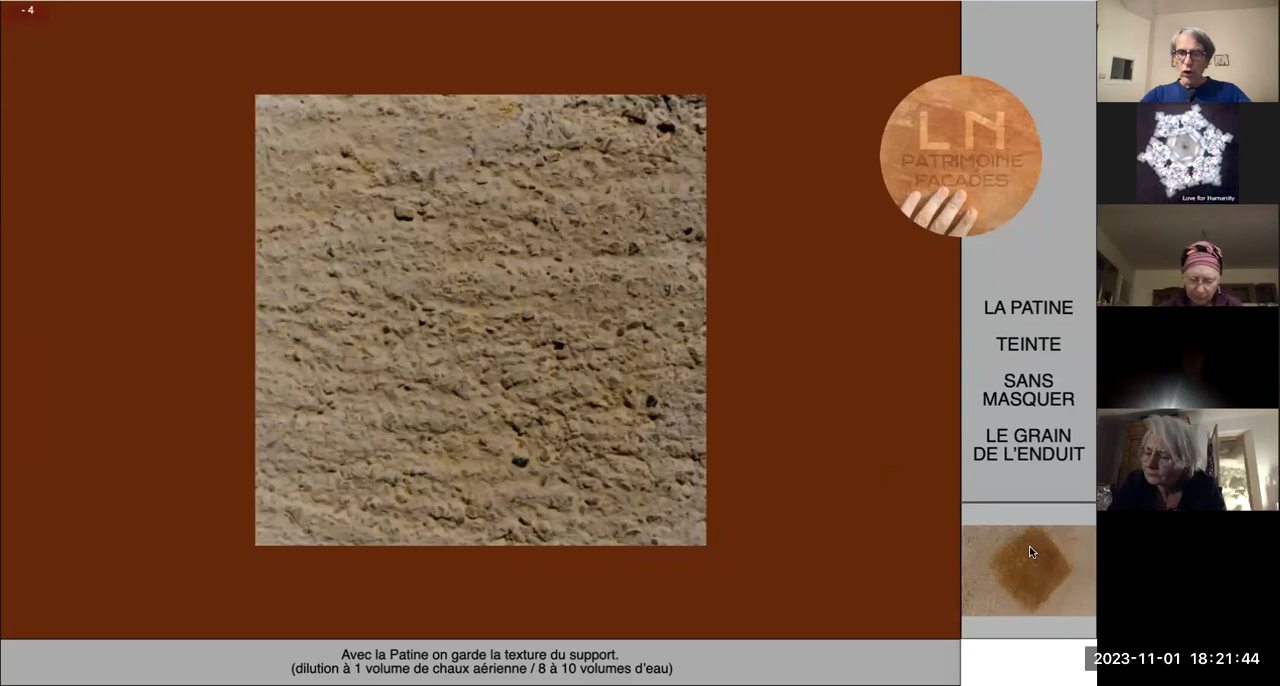 - 4
LN
PATRIMOINE
FAÇADES
LA PATINE
TEINTE
SANS
MASQUER
LE GRAIN
DE L'ENDUIT
Avec la Patine on garde la texture du support.
(dilution à 1 volume de chaux aérienne / 8 à 10 volumes d'eau)
Love for Humanity
2023-11-01 18:21:44